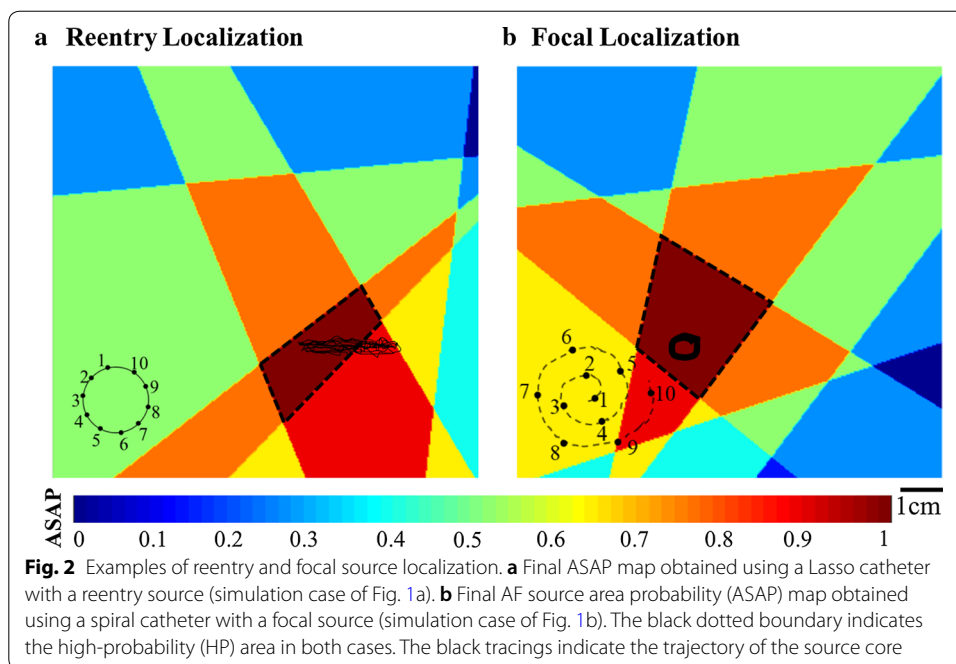 a Reentry Localization
b Focal Localization
1
10
2
9
3
8
4
7
5
6
6
2
5
7
1
10
3
4
8
9
1cm
ASAP
0 0.1 0.2 0.3 0.4 0.5 0.6 0.7 0.8 0.9 1
Fig. 2 Examples of reentry and focal source localization. a Final ASAP map obtained using a Lasso catheter
with a reentry source (simulation case of Fig. 1a). b Final AF source area probability (ASAP) map obtained
using a spiral catheter with a focal source (simulation case of Fig. 1b). The black dotted boundary indicates
the high-probability (HP) area in both cases. The black tracings indicate the trajectory of the source core